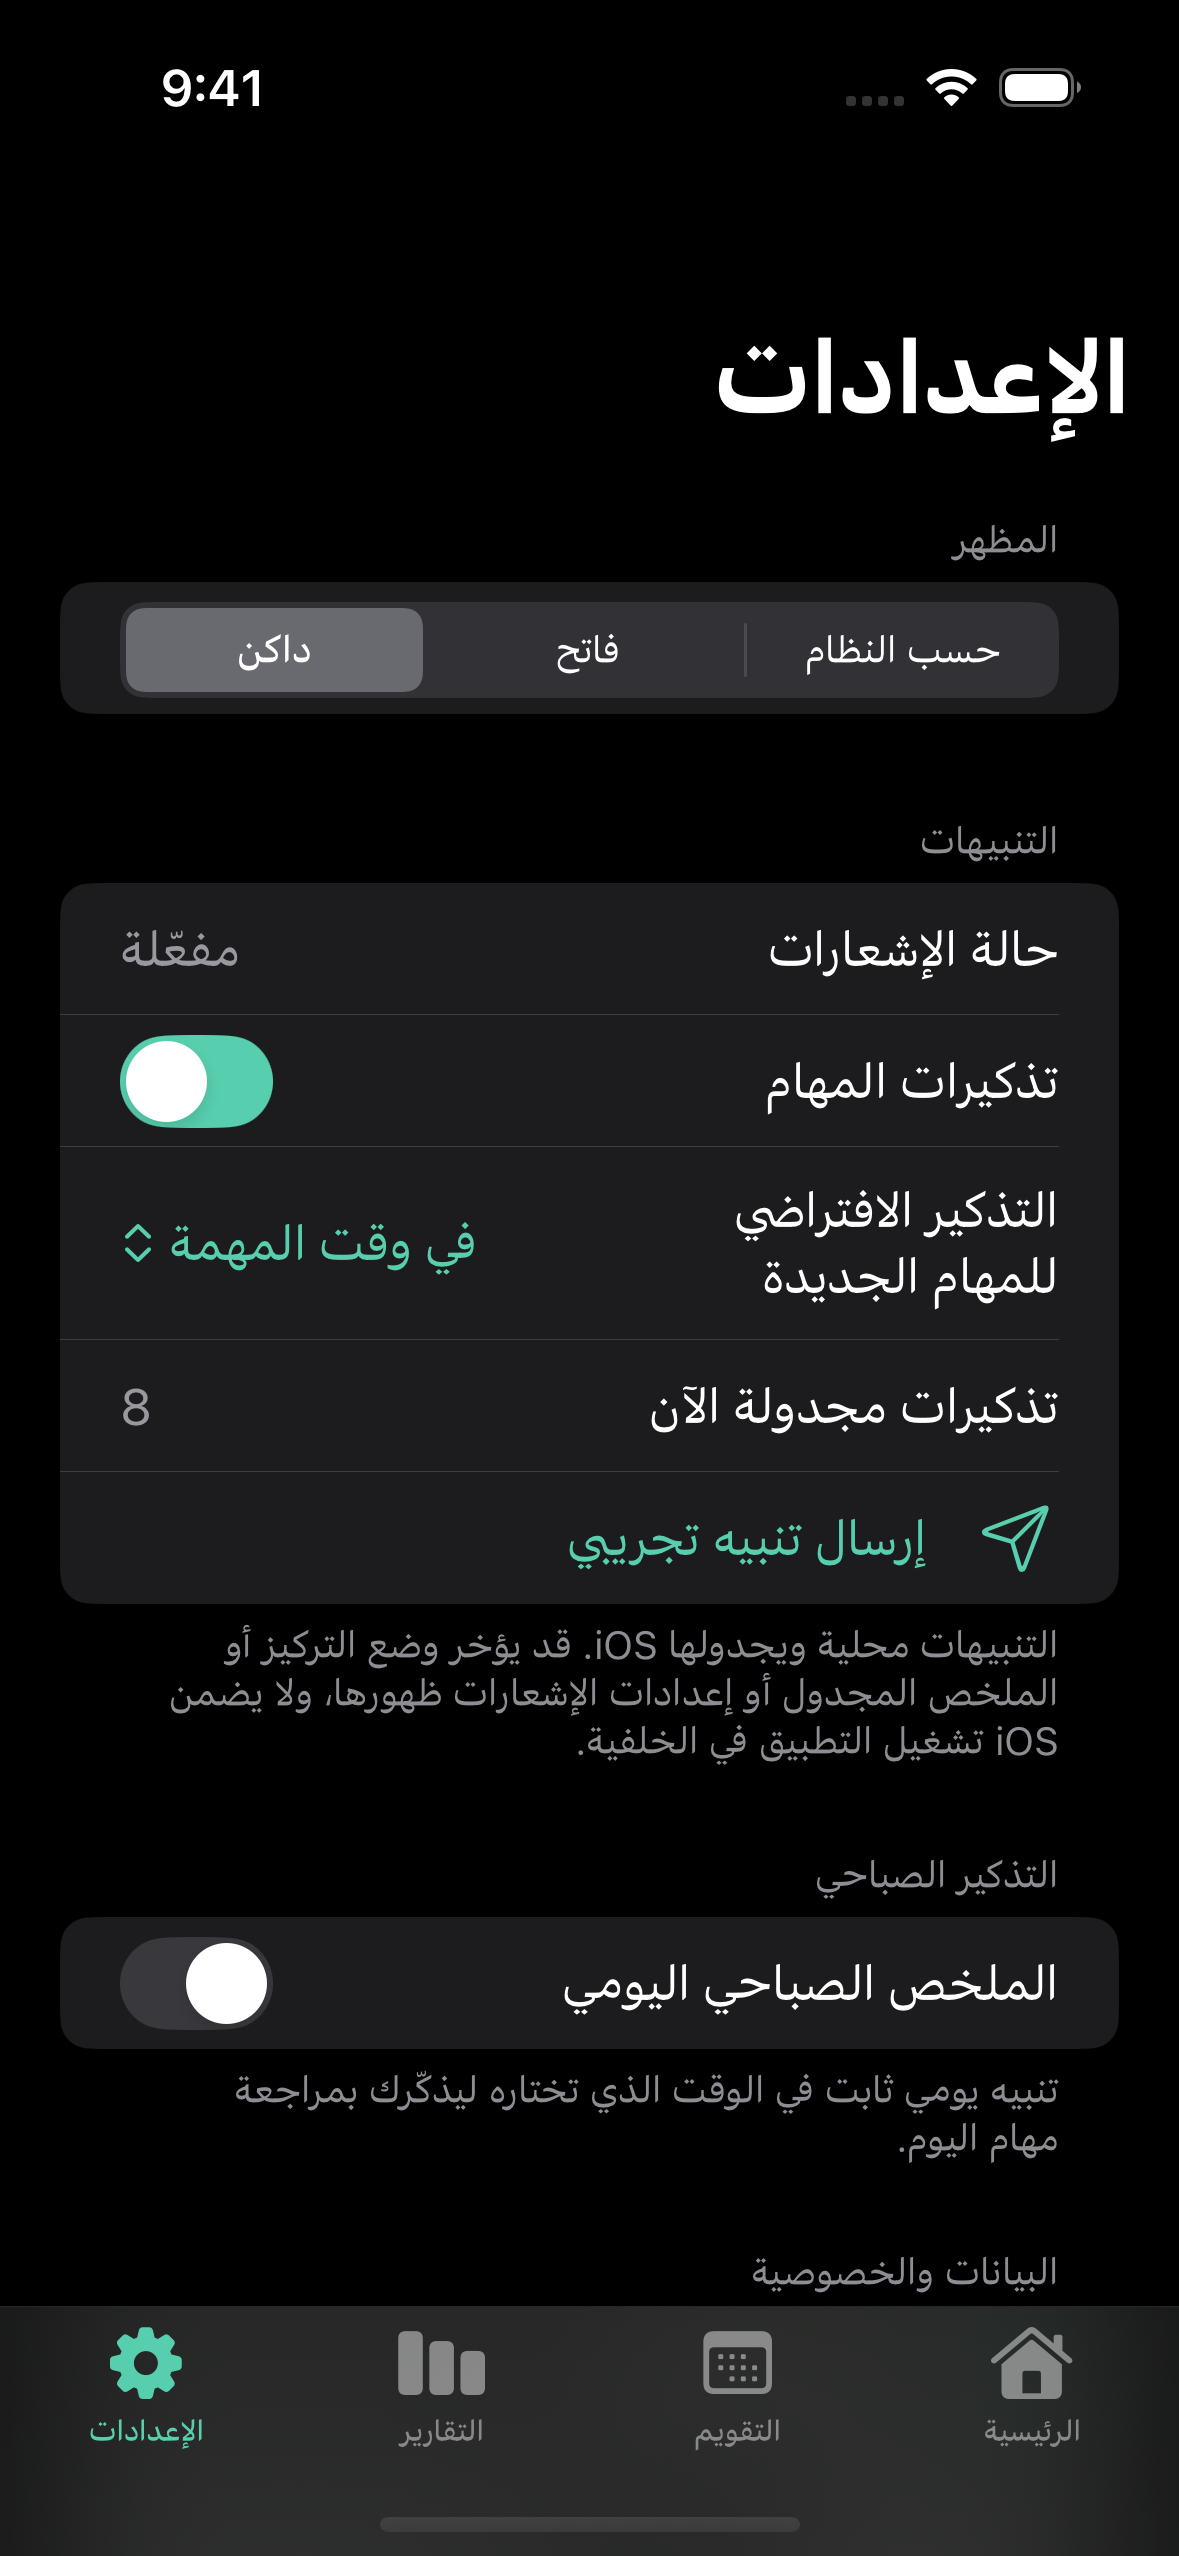 9:41
الإعدادات
المظهر
حسب النظام
فاتح
داكن
التنبيهات
حالة الإشعارات
مفعّلة
تذكيرات المهام
التذكير الافتراضي
للمهام الجديدة
في وقت المهمة
تذكيرات مجدولة الآن
8
إرسال تنبيه تجريبي
التنبيهات محلية ويجدولها iOS. قد يؤخر وضع التركيز أو
الملخص المجدول أو إعدادات الإشعارات ظهورها، ولا يضمن
iOS تشغيل التطبيق في الخلفية.
التذكير الصباحي
الملخص الصباحي اليومي
تنبيه يومي ثابت في الوقت الذي تختاره ليذكّرك بمراجعة
مهام اليوم.
البيانات والخصوصية
الرئيسية
التقويم
التقارير
الإعدادات